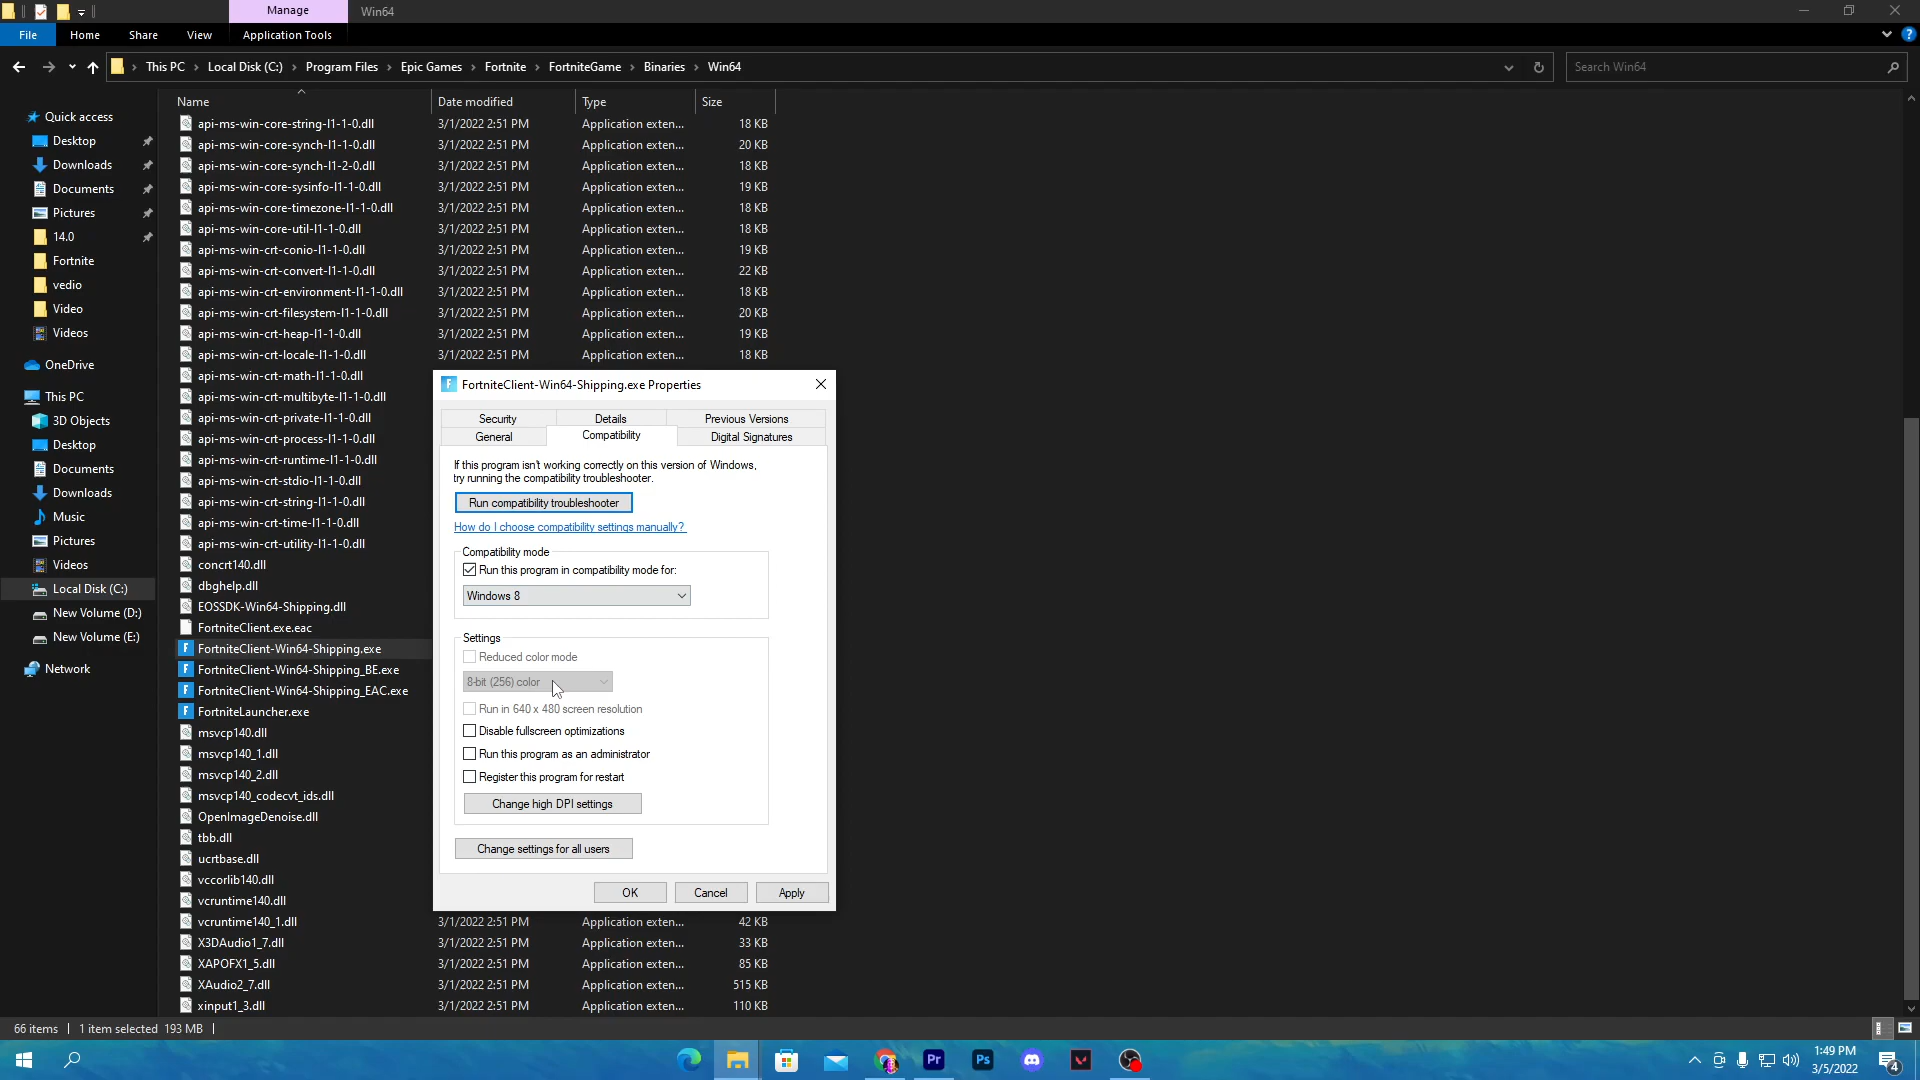 Manage
Win64
File
Home
Share
View
Application Tools
This PC
Local Disk (C:)
Program Files
Epic Games
Fortnite
FortniteGame
Binaries
Win64
Search Win64
Name
Date modified
Type
Size
Quick access
Desktop
Downloads
Documents
Pictures
14.0
Fortnite
vedio
Video
Videos
OneDrive
This PC
3D Objects
Desktop
Documents
Downloads
Music
Pictures
Videos
Local Disk (C:)
New Volume (D:)
New Volume (E:)
Network
api-ms-win-core-string-l1-1-0.dll 3/1/2022 2:51 PM Application exten... 18 KB
api-ms-win-core-synch-l1-1-0.dll 3/1/2022 2:51 PM Application exten... 20 KB
api-ms-win-core-synch-l1-2-0.dll 3/1/2022 2:51 PM Application exten... 18 KB
api-ms-win-core-sysinfo-l1-1-0.dll 3/1/2022 2:51 PM Application exten... 19 KB
api-ms-win-core-timezone-l1-1-0.dll 3/1/2022 2:51 PM Application exten... 18 KB
api-ms-win-core-util-l1-1-0.dll 3/1/2022 2:51 PM Application exten... 18 KB
api-ms-win-crt-conio-l1-1-0.dll 3/1/2022 2:51 PM Application exten... 19 KB
api-ms-win-crt-convert-l1-1-0.dll 3/1/2022 2:51 PM Application exten... 22 KB
api-ms-win-crt-environment-l1-1-0.dll 3/1/2022 2:51 PM Application exten... 18 KB
api-ms-win-crt-filesystem-l1-1-0.dll 3/1/2022 2:51 PM Application exten... 20 KB
api-ms-win-crt-heap-l1-1-0.dll 3/1/2022 2:51 PM Application exten... 19 KB
api-ms-win-crt-locale-l1-1-0.dll 3/1/2022 2:51 PM Application exten... 18 KB
api-ms-win-crt-math-l1-1-0.dll
api-ms-win-crt-multibyte-l1-1-0.dll
api-ms-win-crt-private-l1-1-0.dll
api-ms-win-crt-process-l1-1-0.dll
api-ms-win-crt-runtime-l1-1-0.dll
api-ms-win-crt-stdio-l1-1-0.dll
api-ms-win-crt-string-l1-1-0.dll
api-ms-win-crt-time-l1-1-0.dll
api-ms-win-crt-utility-l1-1-0.dll
concrt140.dll
dbghelp.dll
EOSSDK-Win64-Shipping.dll
FortniteClient.exe.eac
FortniteClient-Win64-Shipping.exe
FortniteClient-Win64-Shipping_BE.exe
FortniteClient-Win64-Shipping_EAC.exe
FortniteLauncher.exe
msvcp140.dll
msvcp140_1.dll
msvcp140_2.dll
msvcp140_codecvt_ids.dll
OpenImageDenoise.dll
tbb.dll
ucrtbase.dll
vccorlib140.dll
vcruntime140.dll
vcruntime140_1.dll 3/1/2022 2:51 PM Application exten... 42 KB
X3DAudio1_7.dll 3/1/2022 2:51 PM Application exten... 33 KB
XAPOFX1_5.dll 3/1/2022 2:51 PM Application exten... 85 KB
XAudio2_7.dll 3/1/2022 2:51 PM Application exten... 515 KB
xinput1_3.dll 3/1/2022 2:51 PM Application exten... 110 KB
FortniteClient-Win64-Shipping.exe Properties
Security
Details
Previous Versions
General
Compatibility
Digital Signatures
If this program isn't working correctly on this version of Windows,
try running the compatibility troubleshooter.
Run compatibility troubleshooter
How do I choose compatibility settings manually?
Compatibility mode
Run this program in compatibility mode for:
Windows 8
Settings
Reduced color mode
8-bit (256) color
Run in 640 x 480 screen resolution
Disable fullscreen optimizations
Run this program as an administrator
Register this program for restart
Change high DPI settings
Change settings for all users
OK
Cancel
Apply
66 items
1 item selected 193 MB
Pr
Ps
1:49 PM
3/5/2022
4